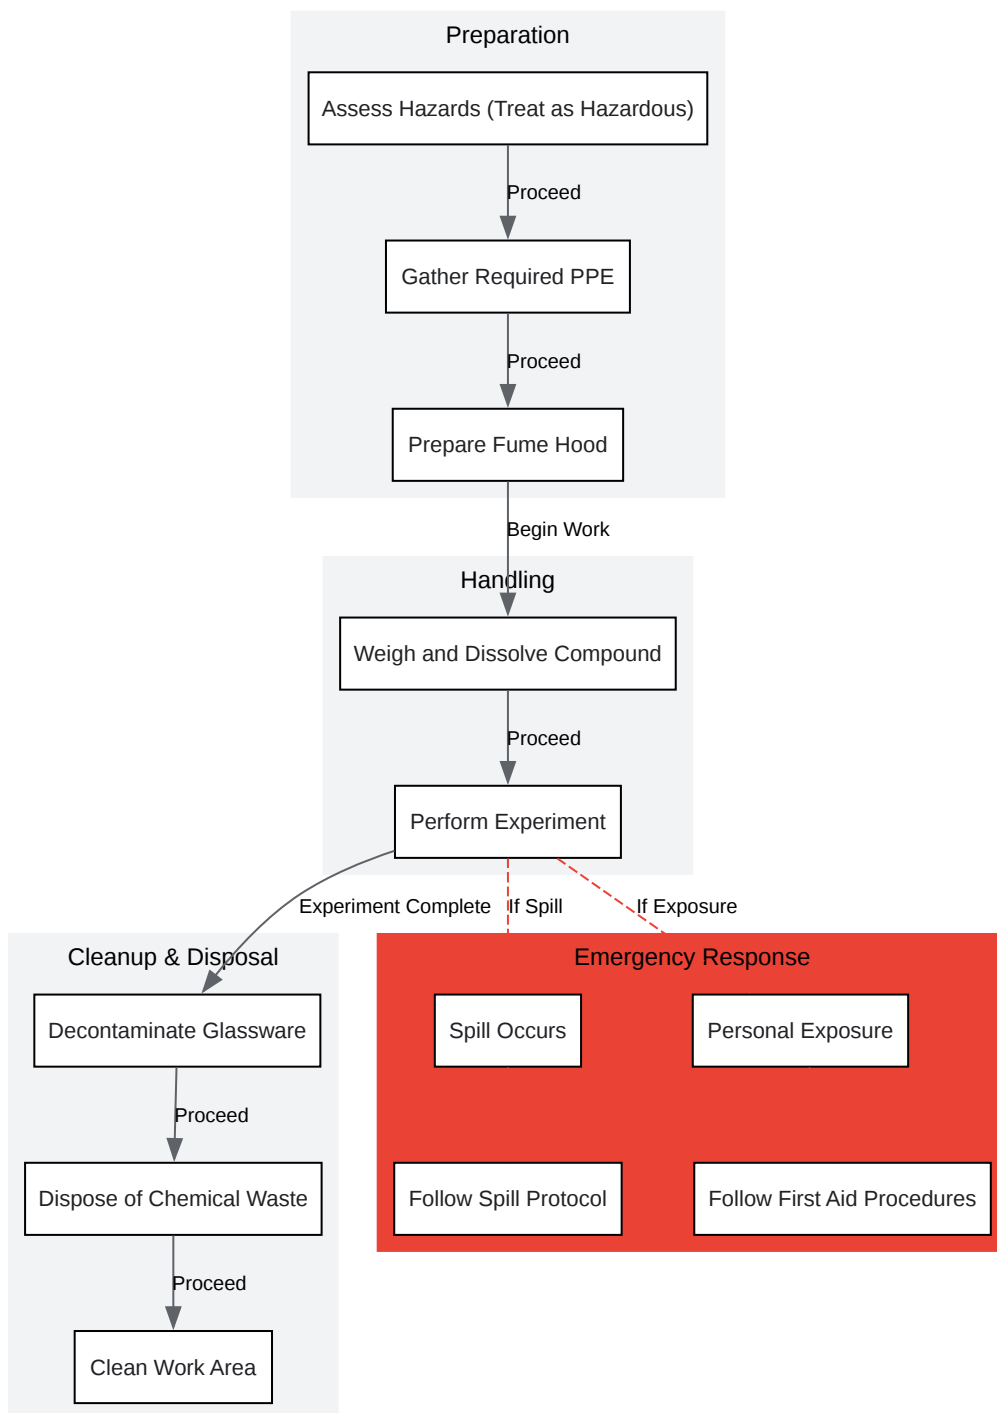 Preparation
Assess Hazards (Treat as Hazardous)
Proceed
Gather Required PPE
Proceed
Prepare Fume Hood
Begin Work
Handling
Weigh and Dissolve Compound
Proceed
Perform Experiment
Experiment Complete
If Spill
If Exposure
Cleanup & Disposal
Decontaminate Glassware
Proceed
Dispose of Chemical Waste
Proceed
Clean Work Area
Emergency Response
Spill Occurs
Personal Exposure
Follow Spill Protocol
Follow First Aid Procedures